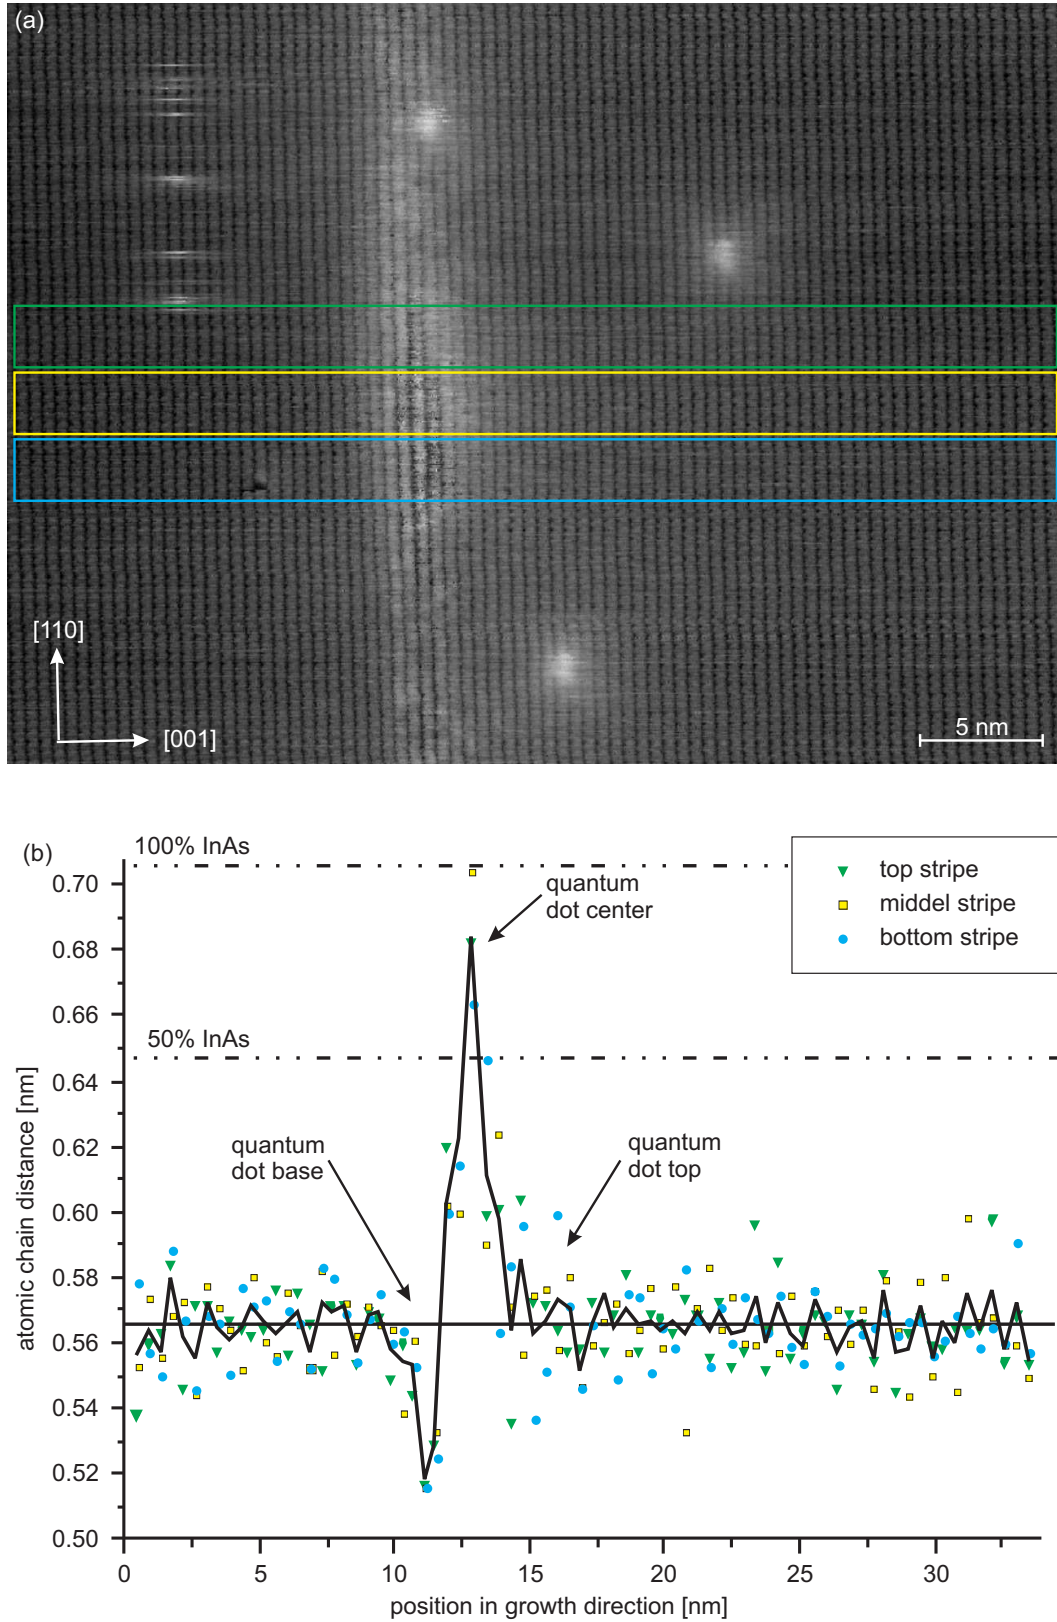 (a)
[110]
[001]
5 nm
(b)
100% InAs
0.70
quantum
dot center
top stripe
middel stripe
bottom stripe
0.68
0.66
50% InAs
0.64
atomic chain distance [nm]
0.62
quantum
dot base
quantum
dot top
0.60
0.58
0.56
0.54
0.52
0.50
0
5
10
15
20
25
30
position in growth direction [nm]